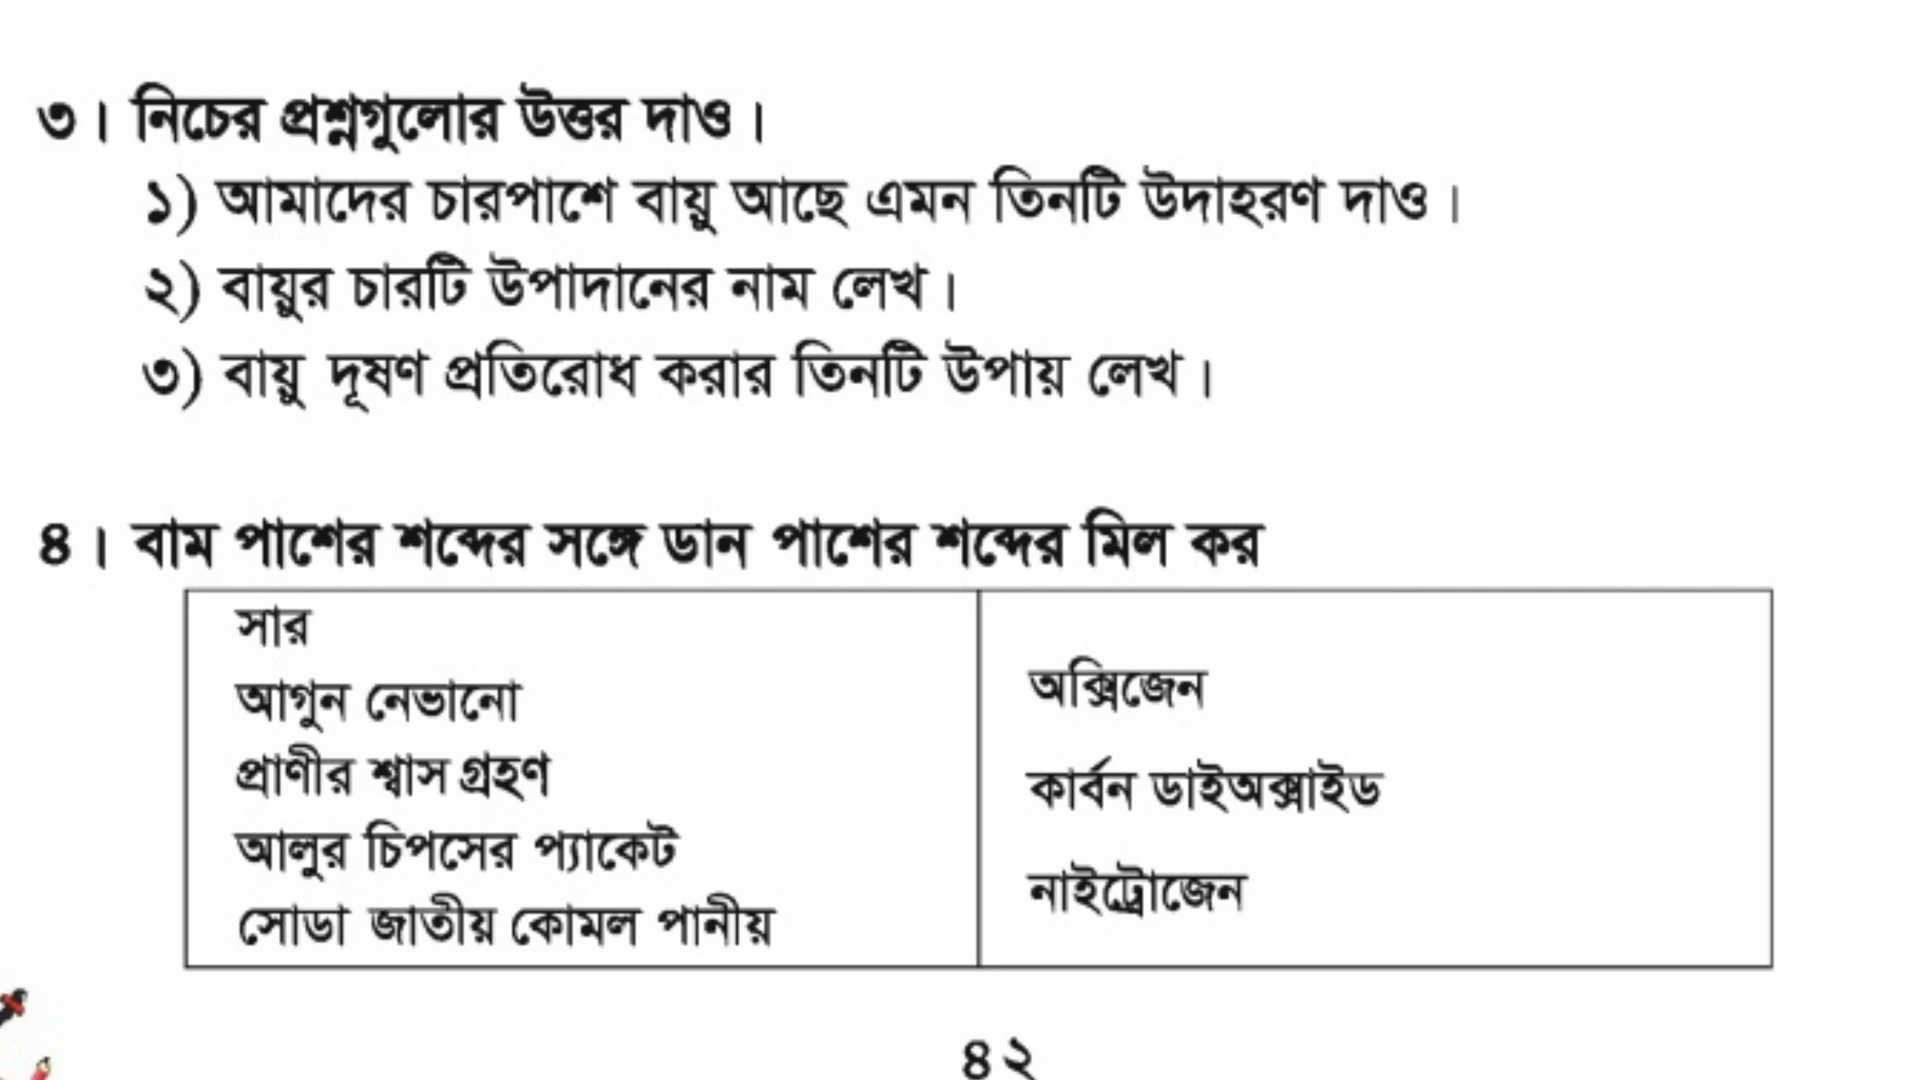 ৩। নিচের প্রশ্নগুলোর উত্তর দাও।
১) আমাদের চারপাশে বায়ু আছে এমন তিনটি উদাহরণ দাও।
২) বায়ুর চারটি উপাদানের নাম লেখ।
৩) বায়ু দূষণ প্রতিরোধ করার তিনটি উপায় লেখ।
৪। বাম পাশের শব্দের সঙ্গে ডান পাশের শব্দের মিল কর
সার
আগুন নেভানো
প্রাণীর শ্বাস গ্রহণ
আলুর চিপসের প্যাকেট
সোডা জাতীয় কোমল পানীয়
অক্সিজেন
কার্বন ডাইঅক্সাইড
নাইট্রোজেন
৪২